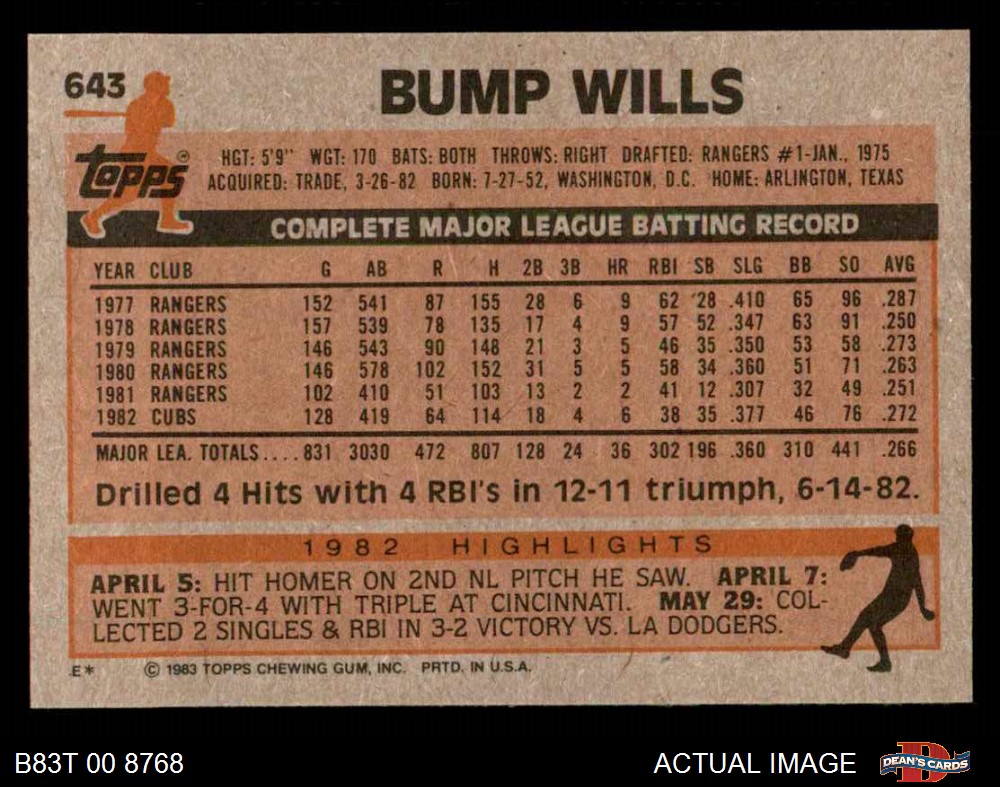 643
BUMP WILLS
Topps®
HGT: 5'9" WGT: 170 BATS: BOTH THROWS: RIGHT DRAFTED: RANGERS #1-JAN., 1975
ACQUIRED: TRADE, 3-26-82 BORN: 7-27-52, WASHINGTON, D.C. HOME: ARLINGTON, TEXAS
COMPLETE MAJOR LEAGUE BATTING RECORD
YEAR CLUB G AB R H 2B 3B HR RBI SB SLG BB SO AVG
1977 RANGERS 152 541 87 155 28 6 9 62 28 .410 65 96 .287
1978 RANGERS 157 539 78 135 17 4 9 57 52 .347 63 91 .250
1979 RANGERS 146 543 90 148 21 3 5 46 35 .350 53 58 .273
1980 RANGERS 146 578 102 152 31 5 5 58 34 .360 51 71 .263
1981 RANGERS 102 410 51 103 13 2 2 41 12 .307 32 49 .251
1982 CUBS 128 419 64 114 18 4 6 38 35 .377 46 76 .272
MAJOR LEA. TOTALS.... 831 3030 472 807 128 24 36 302 196 .360 310 441 .266
Drilled 4 Hits with 4 RBI's in 12-11 triumph, 6-14-82.
1982 HIGHLIGHTS
APRIL 5: HIT HOMER ON 2ND NL PITCH HE SAW. APRIL 7:
WENT 3-FOR-4 WITH TRIPLE AT CINCINNATI. MAY 29: COL-
LECTED 2 SINGLES & RBI IN 3-2 VICTORY VS. LA DODGERS.
E* © 1983 TOPPS CHEWING GUM, INC. PRTD. IN U.S.A.
B83T 00 8768
ACTUAL IMAGE
D
DEAN'S CARDS